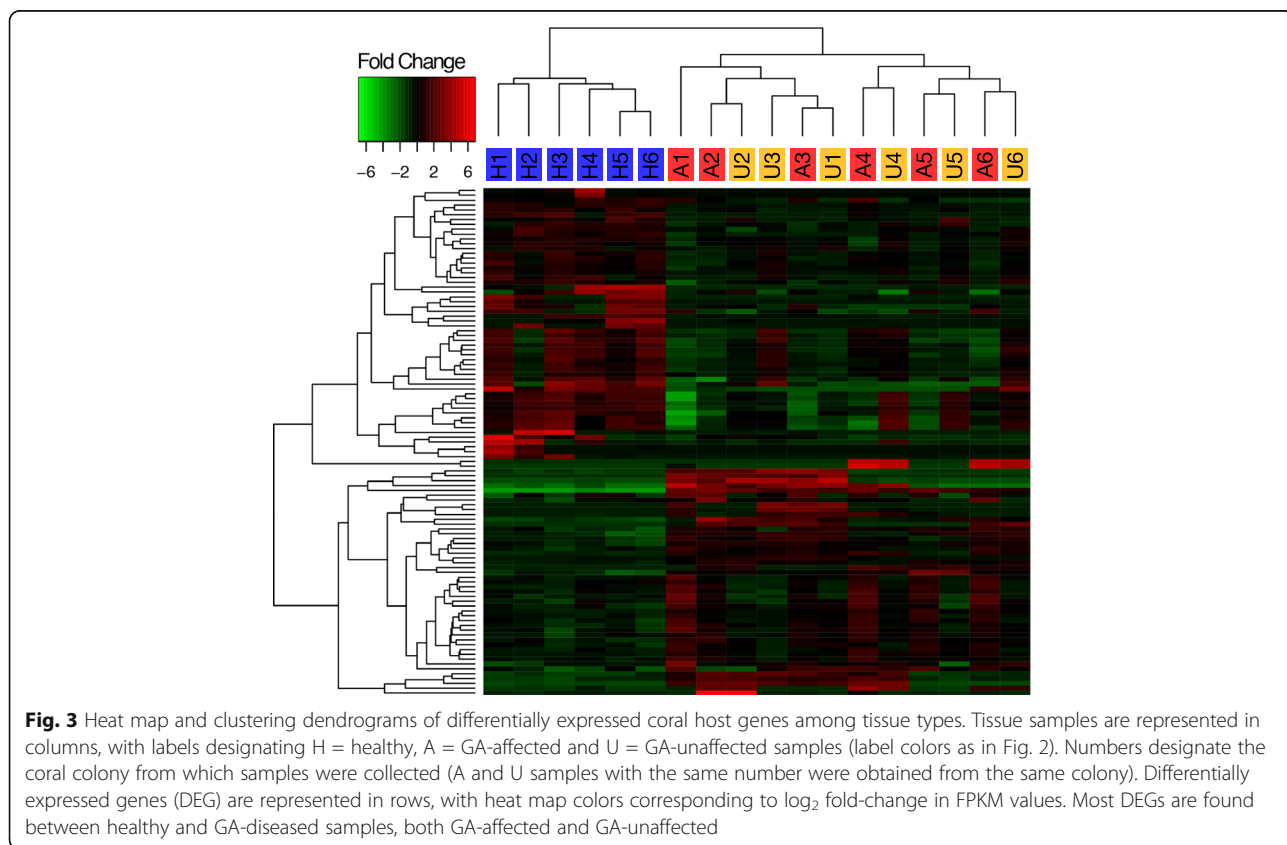 Fold Change
−6 −2 2 6
H1 H2 H3 H4 H5 H6 A1 A2 U2 U3 A3 U1 A4 U4 A5 U5 A6 U6
Fig. 3 Heat map and clustering dendrograms of differentially expressed coral host genes among tissue types. Tissue samples are represented in
columns, with labels designating H = healthy, A = GA-affected and U = GA-unaffected samples (label colors as in Fig. 2). Numbers designate the
coral colony from which samples were collected (A and U samples with the same number were obtained from the same colony). Differentially
expressed genes (DEG) are represented in rows, with heat map colors corresponding to log₂ fold-change in FPKM values. Most DEGs are found
between healthy and GA-diseased samples, both GA-affected and GA-unaffected